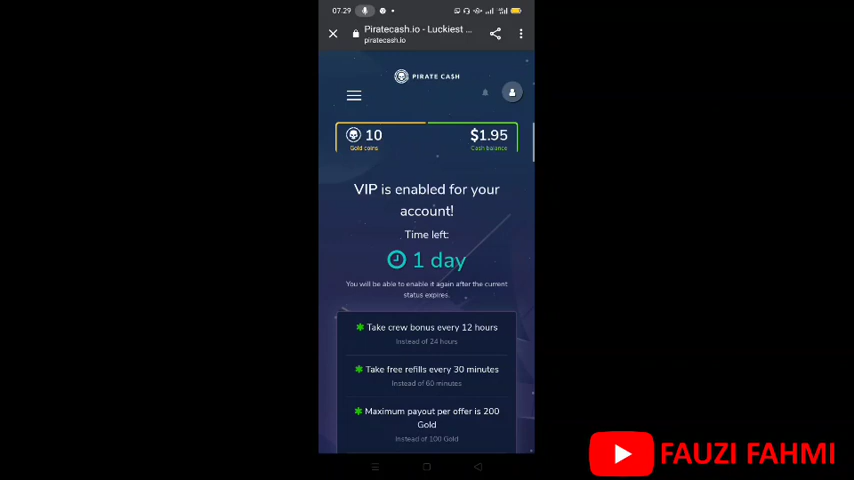 07.29
Piratecash.io - Luckiest ...
piratecash.io
PIRATE CA$H
10
Gold coins
$1.95
Cash balance
VIP is enabled for your
account!
Time left:
1 day
You will be able to enable it again after the current
status expires.
Take crew bonus every 12 hours
Instead of 24 hours
Take free refills every 30 minutes
Instead of 60 minutes
Maximum payout per offer is 200
Gold
Instead of 100 Gold
FAUZI FAHMI